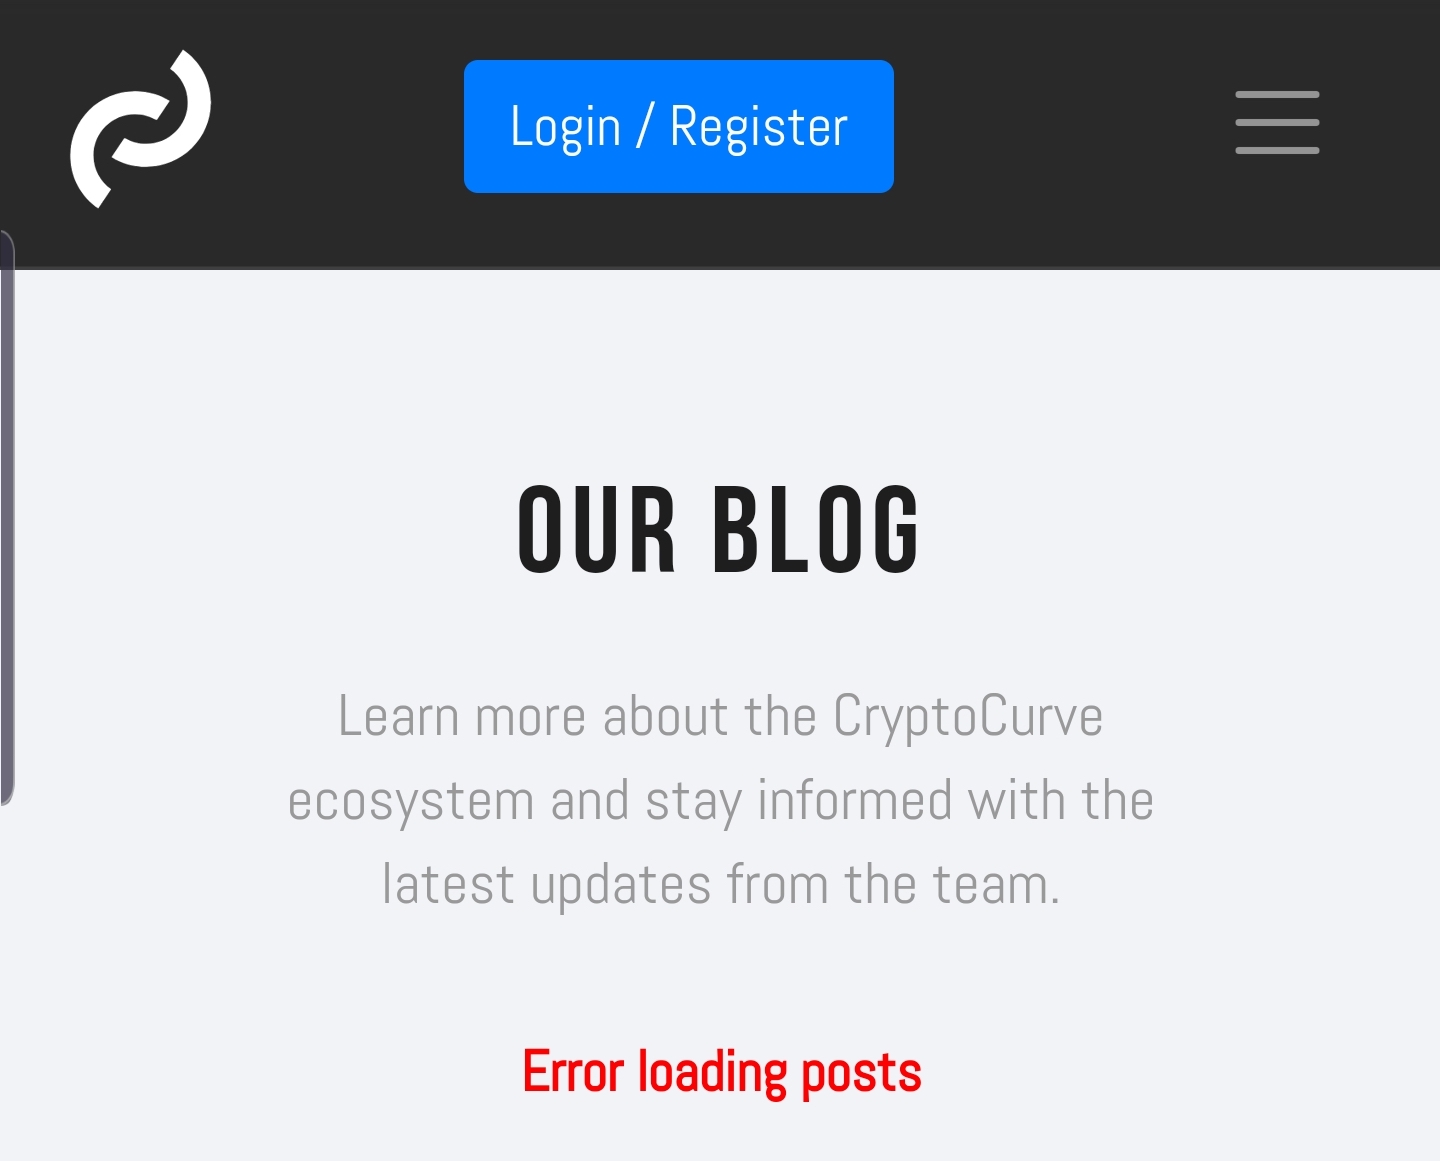 Login / Register
OUR BLOG
Learn more about the CryptoCurve
ecosystem and stay informed with the
latest updates from the team.
Error loading posts